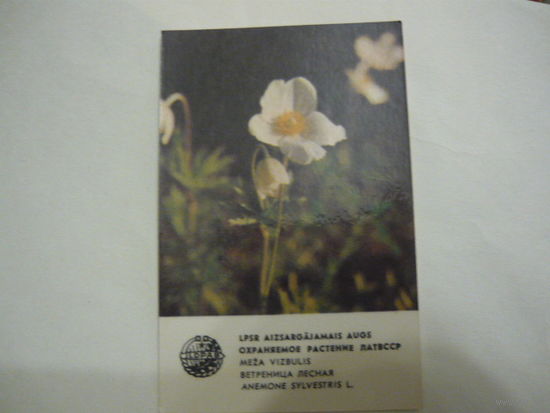 LPSR AIZSARGĀJAMAIS AUGS
ОХРАНЯЕМОЕ РАСТЕНИЕ ЛАТВССР
MEŽA VIZBULIS
ВЕТРЕНИЦА ЛЕСНАЯ
ANEMONE SYLVESTRIS L.